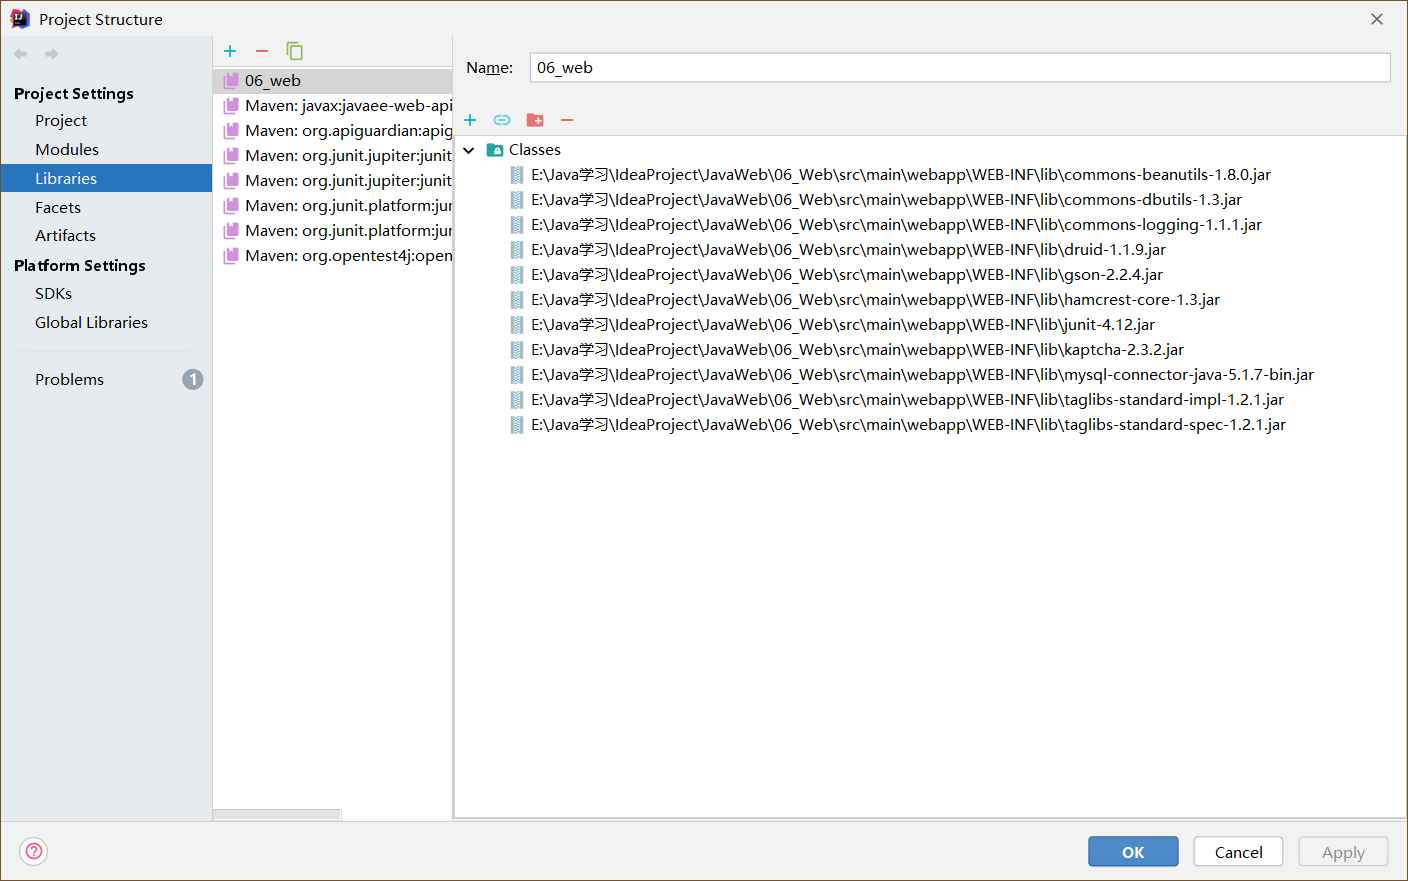 Project Structure
Project Settings
Project
Modules
Libraries
Facets
Artifacts
Platform Settings
SDKs
Global Libraries
Problems
1
06_web
Maven: javax:javaee-web-api
Maven: org.apiguardian:apig
Maven: org.junit.jupiter:junit
Maven: org.junit.jupiter:junit
Maven: org.junit.platform:jun
Maven: org.junit.platform:jun
Maven: org.opentest4j:open
Name: 06_web
Classes
E:\Java学习\IdeaProject\JavaWeb\06_Web\src\main\webapp\WEB-INF\lib\commons-beanutils-1.8.0.jar
E:\Java学习\IdeaProject\JavaWeb\06_Web\src\main\webapp\WEB-INF\lib\commons-dbutils-1.3.jar
E:\Java学习\IdeaProject\JavaWeb\06_Web\src\main\webapp\WEB-INF\lib\commons-logging-1.1.1.jar
E:\Java学习\IdeaProject\JavaWeb\06_Web\src\main\webapp\WEB-INF\lib\druid-1.1.9.jar
E:\Java学习\IdeaProject\JavaWeb\06_Web\src\main\webapp\WEB-INF\lib\gson-2.2.4.jar
E:\Java学习\IdeaProject\JavaWeb\06_Web\src\main\webapp\WEB-INF\lib\hamcrest-core-1.3.jar
E:\Java学习\IdeaProject\JavaWeb\06_Web\src\main\webapp\WEB-INF\lib\junit-4.12.jar
E:\Java学习\IdeaProject\JavaWeb\06_Web\src\main\webapp\WEB-INF\lib\kaptcha-2.3.2.jar
E:\Java学习\IdeaProject\JavaWeb\06_Web\src\main\webapp\WEB-INF\lib\mysql-connector-java-5.1.7-bin.jar
E:\Java学习\IdeaProject\JavaWeb\06_Web\src\main\webapp\WEB-INF\lib\taglibs-standard-impl-1.2.1.jar
E:\Java学习\IdeaProject\JavaWeb\06_Web\src\main\webapp\WEB-INF\lib\taglibs-standard-spec-1.2.1.jar
OK
Cancel
Apply